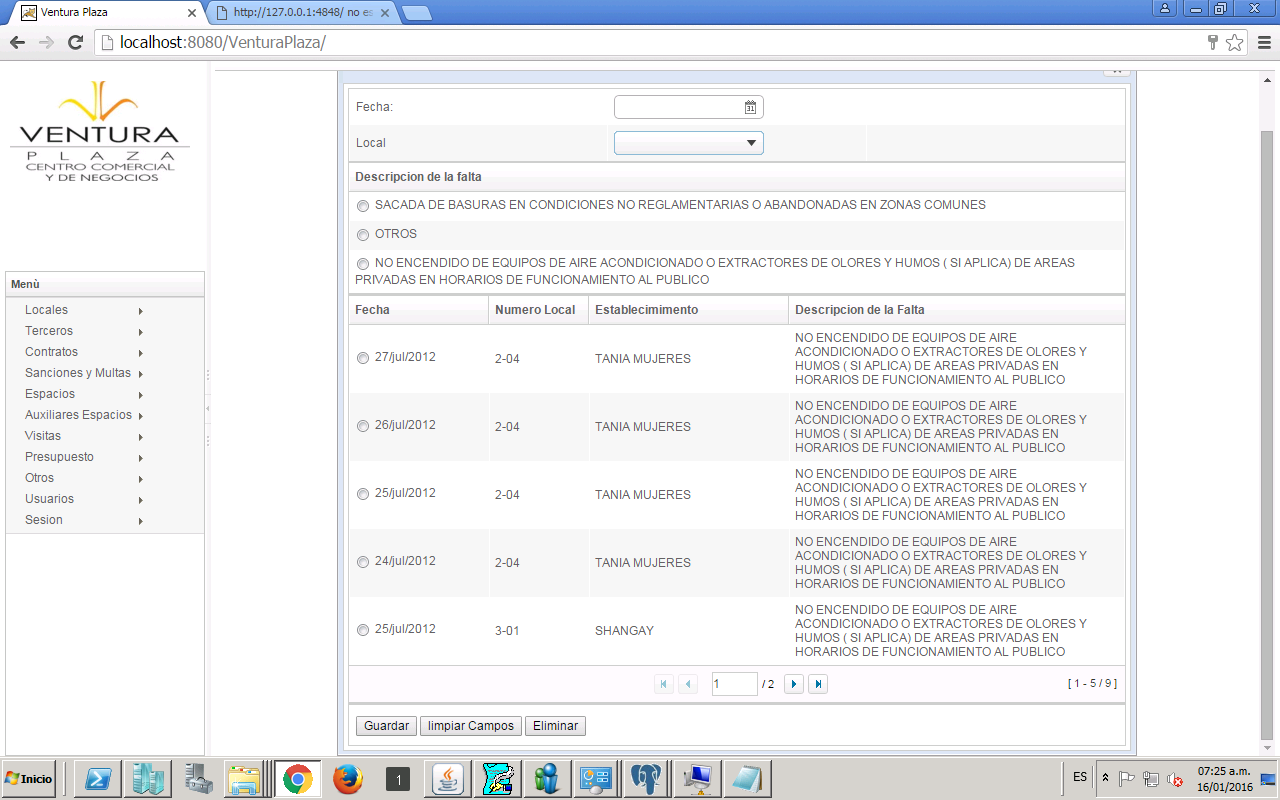 Ventura Plaza
http://127.0.0.1:4848/ no es
localhost:8080/VenturaPlaza/
VENTURA
PLAZA
CENTRO COMERCIAL
Y DE NEGOCIOS
Menù
Locales
Terceros
Contratos
Sanciones y Multas
Espacios
Auxiliares Espacios
Visitas
Presupuesto
Otros
Usuarios
Sesion
Fecha:
31
Local
Descripcion de la falta
SACADA DE BASURAS EN CONDICIONES NO REGLAMENTARIAS O ABANDONADAS EN ZONAS COMUNES
OTROS
NO ENCENDIDO DE EQUIPOS DE AIRE ACONDICIONADO O EXTRACTORES DE OLORES Y HUMOS ( SI APLICA) DE AREAS
PRIVADAS EN HORARIOS DE FUNCIONAMIENTO AL PUBLICO
Fecha Numero Local Establecimimento Descripcion de la Falta
27/jul/2012 2-04 TANIA MUJERES
NO ENCENDIDO DE EQUIPOS DE AIRE
ACONDICIONADO O EXTRACTORES DE OLORES Y
HUMOS ( SI APLICA) DE AREAS PRIVADAS EN
HORARIOS DE FUNCIONAMIENTO AL PUBLICO
26/jul/2012 2-04 TANIA MUJERES
NO ENCENDIDO DE EQUIPOS DE AIRE
ACONDICIONADO O EXTRACTORES DE OLORES Y
HUMOS ( SI APLICA) DE AREAS PRIVADAS EN
HORARIOS DE FUNCIONAMIENTO AL PUBLICO
25/jul/2012 2-04 TANIA MUJERES
NO ENCENDIDO DE EQUIPOS DE AIRE
ACONDICIONADO O EXTRACTORES DE OLORES Y
HUMOS ( SI APLICA) DE AREAS PRIVADAS EN
HORARIOS DE FUNCIONAMIENTO AL PUBLICO
24/jul/2012 2-04 TANIA MUJERES
NO ENCENDIDO DE EQUIPOS DE AIRE
ACONDICIONADO O EXTRACTORES DE OLORES Y
HUMOS ( SI APLICA) DE AREAS PRIVADAS EN
HORARIOS DE FUNCIONAMIENTO AL PUBLICO
25/jul/2012 3-01 SHANGAY
NO ENCENDIDO DE EQUIPOS DE AIRE
ACONDICIONADO O EXTRACTORES DE OLORES Y
HUMOS ( SI APLICA) DE AREAS PRIVADAS EN
HORARIOS DE FUNCIONAMIENTO AL PUBLICO
1 / 2 [ 1 - 5 / 9 ]
Guardar limpiar Campos Eliminar
Inicio 1 ES 07:25 a.m.
16/01/2016